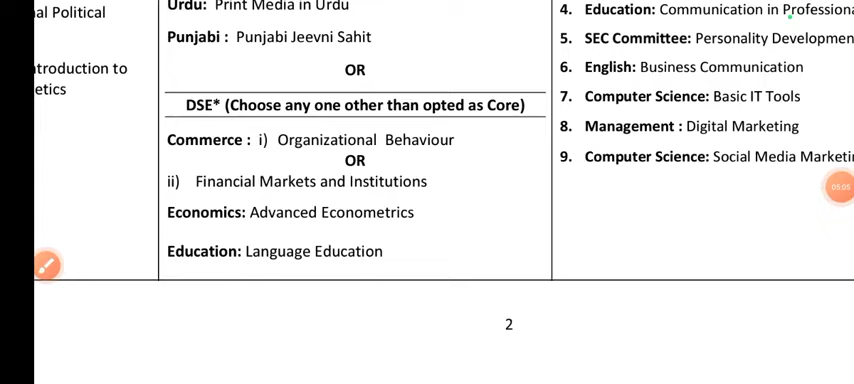 al Political
ntroduction to
etics
Urdu: Print Media in Urdu
Punjabi : Punjabi Jeevni Sahit
OR
DSE* (Choose any one other than opted as Core)
Commerce : i) Organizational Behaviour
OR
ii) Financial Markets and Institutions
Economics: Advanced Econometrics
Education: Language Education
4. Education: Communication in Professiona
5. SEC Committee: Personality Developmen
6. English: Business Communication
7. Computer Science: Basic IT Tools
8. Management : Digital Marketing
9. Computer Science: Social Media Marketi
05:05
2